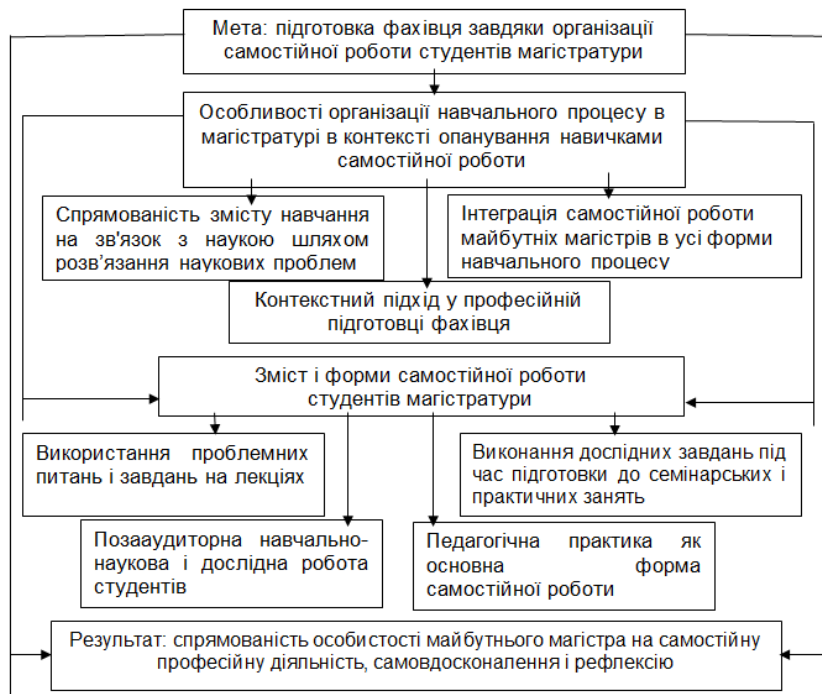 Мета: підготовка фахівця завдяки організації
самостійної роботи студентів магістратури
Особливості організації навчального процесу в
магістратурі в контексті опанування навичками
самостійної роботи
Спрямованість змісту навчання
на зв'язок з наукою шляхом
розв’язання наукових проблем
Інтеграція самостійної роботи
майбутніх магістрів в усі форми
навчального процесу
Контекстний підхід у професійній
підготовці фахівця
Зміст і форми самостійної роботи
студентів магістратури
Використання проблемних
питань і завдань на лекціях
Виконання дослідних завдань під
час підготовки до семінарських і
практичних занять
Позааудиторна навчально-
наукова і дослідна робота
студентів
Педагогічна практика як
основна форма
самостійної роботи
Результат: спрямованість особистості майбутнього магістра на самостійну
професійну діяльність, самовдосконалення і рефлексію